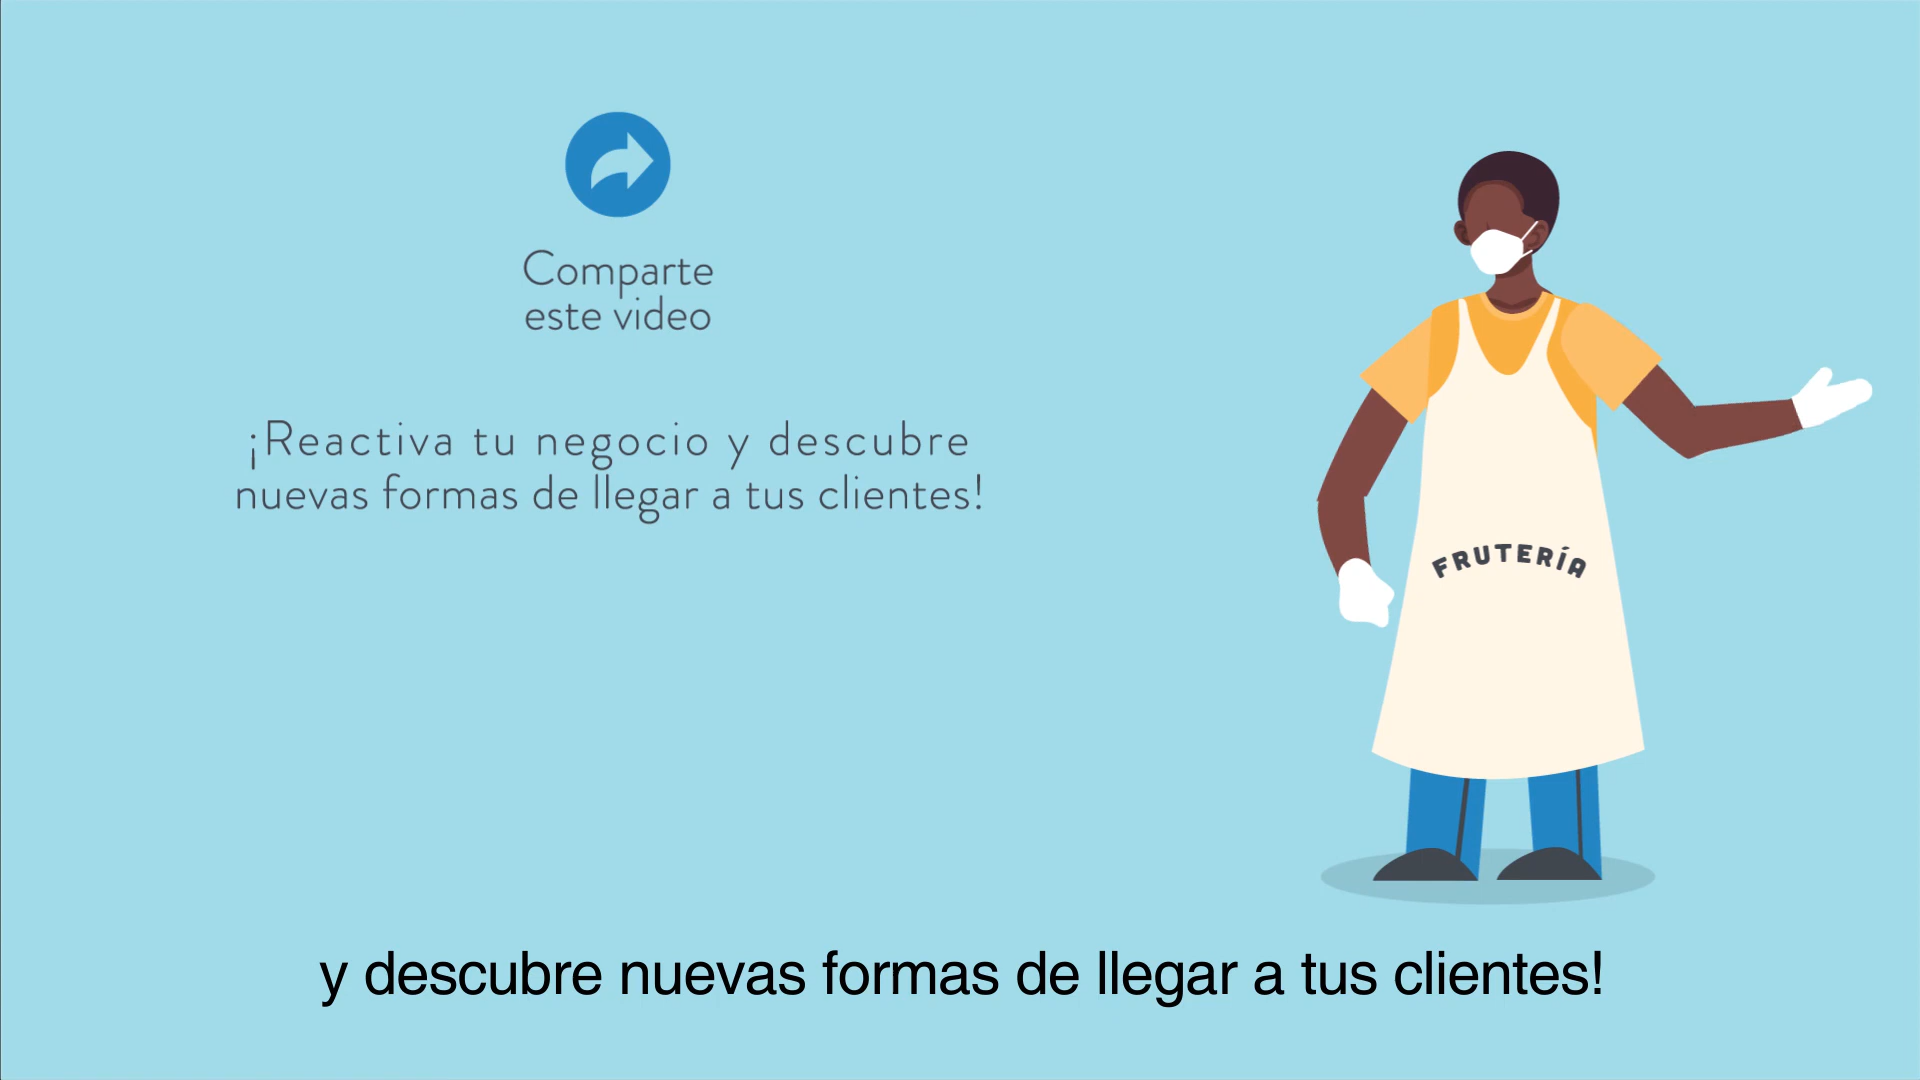 Comparte
este video
¡Reactiva tu negocio y descubre
nuevas formas de llegar a tus clientes!
FRUTERÍA
y descubre nuevas formas de llegar a tus clientes!